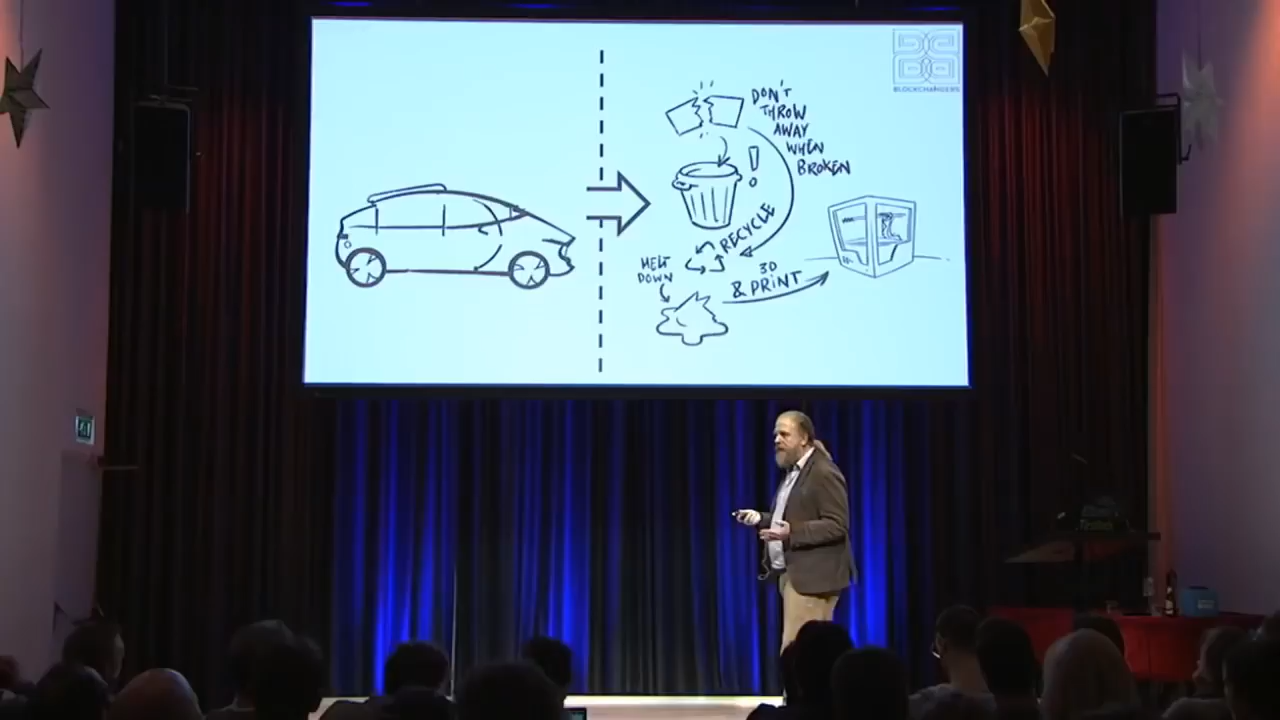 BLOCKCHANGERS
DON'T
THROW
AWAY
WHEN
BROKEN
!
RECYCLE
MELT
DOWN
3D
& PRINT